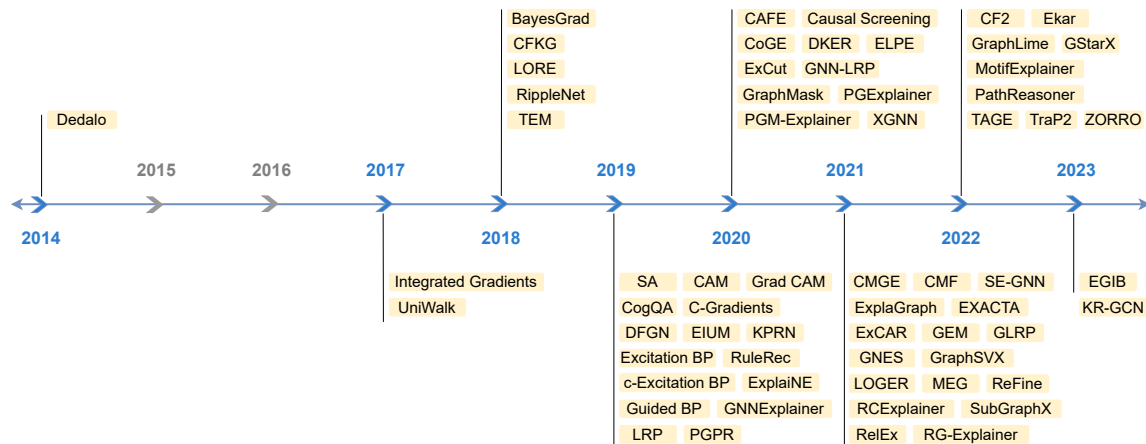 BayesGrad
CFKG
LORE
RippleNet
TEM
CAFE Causal Screening
CoGE DKER ELPE
ExCut GNN-LRP
GraphMask PGExplainer
PGM-Explainer XGNN
CF2 Ekar
GraphLime GStarX
MotifExplainer
PathReasoner
TAGE TraP2 ZORRO
Dedalo
2015 2016 2017 2019 2021 2023
2014 2018 2020 2022
Integrated Gradients
UniWalk
SA CAM Grad CAM
CogQA C-Gradients
DFGN EIUM KPRN
Excitation BP RuleRec
c-Excitation BP ExplaiNE
Guided BP GNNExplainer
LRP PGPR
CMGE CMF SE-GNN
ExplaGraph EXACTA
ExCAR GEM GLRP
GNES GraphSVX
LOGER MEG ReFine
RCExplainer SubGraphX
RelEx RG-Explainer
EGIB
KR-GCN